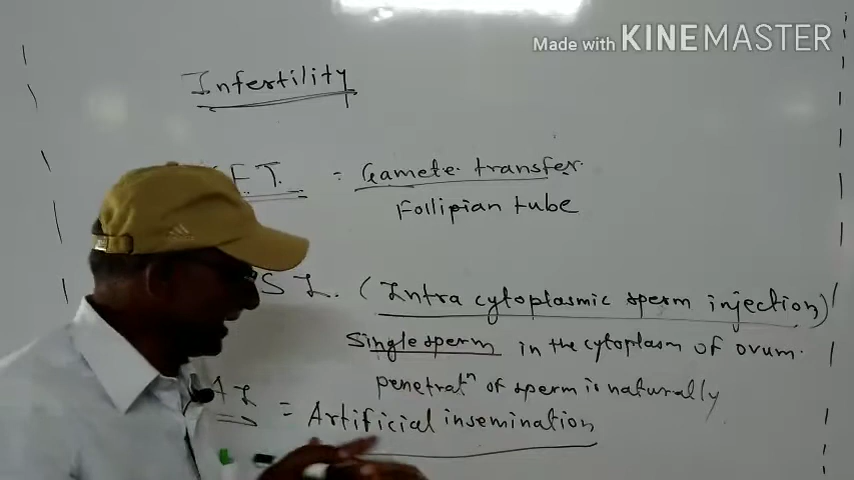 Made with KINEMASTER
Infertility
F.T. = Gamete transfer
Follipian tube
S I. (Intra cytoplasmic sperm injection)
Single sperm in the cytoplasm of ovum.
penetratⁿ of sperm is naturally
A I = Artificial insemination